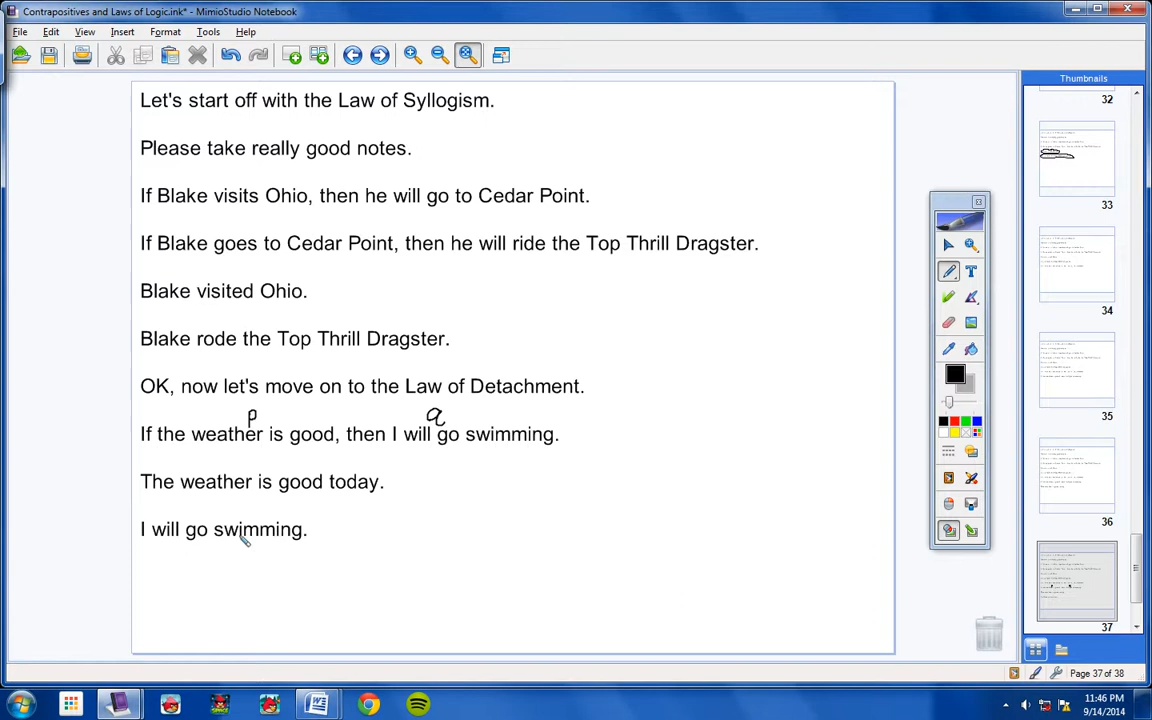 Contrapositives and Laws of Logic.ink* - MimioStudio Notebook
File Edit View Insert Format Tools Help
Thumbnails
Let's start off with the Law of Syllogism.
Please take really good notes.
If Blake visits Ohio, then he will go to Cedar Point.
If Blake goes to Cedar Point, then he will ride the Top Thrill Dragster.
Blake visited Ohio.
Blake rode the Top Thrill Dragster.
OK, now let's move on to the Law of Detachment.
p q
If the weather is good, then I will go swimming.
The weather is good today.
I will go swimming.
32
33
34
35
36
37
Page 37 of 38
11:46 PM
9/14/2014